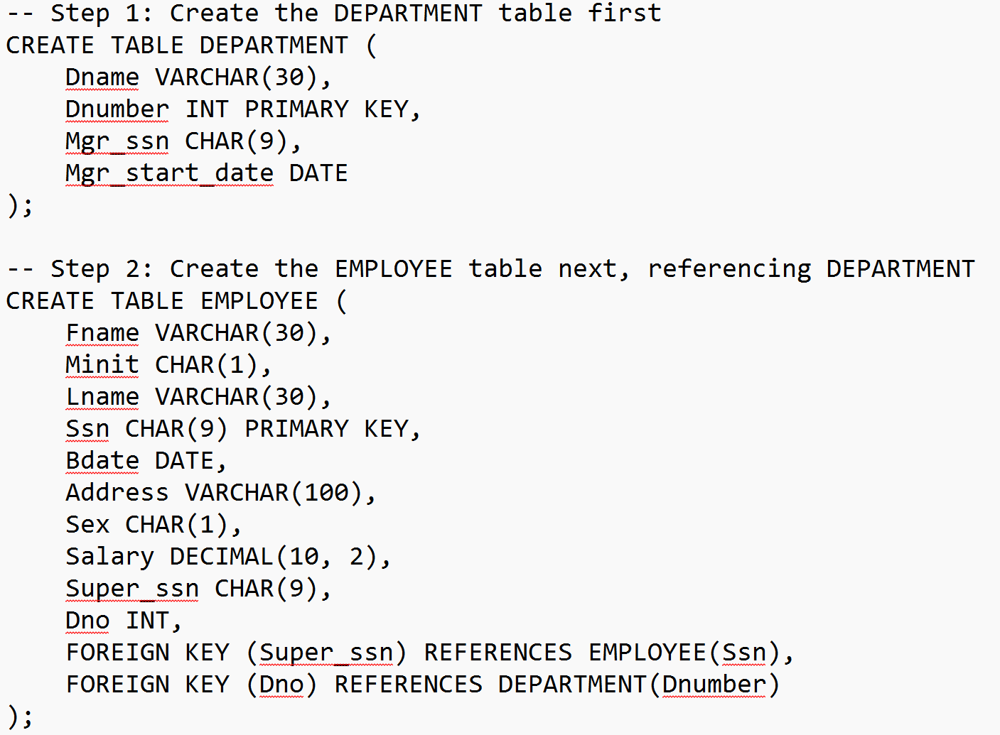 -- Step 1: Create the DEPARTMENT table first
CREATE TABLE DEPARTMENT (
    Dname VARCHAR(30),
    Dnumber INT PRIMARY KEY,
    Mgr_ssn CHAR(9),
    Mgr_start_date DATE
);

-- Step 2: Create the EMPLOYEE table next, referencing DEPARTMENT
CREATE TABLE EMPLOYEE (
    Fname VARCHAR(30),
    Minit CHAR(1),
    Lname VARCHAR(30),
    Ssn CHAR(9) PRIMARY KEY,
    Bdate DATE,
    Address VARCHAR(100),
    Sex CHAR(1),
    Salary DECIMAL(10, 2),
    Super_ssn CHAR(9),
    Dno INT,
    FOREIGN KEY (Super_ssn) REFERENCES EMPLOYEE(Ssn),
    FOREIGN KEY (Dno) REFERENCES DEPARTMENT(Dnumber)
);